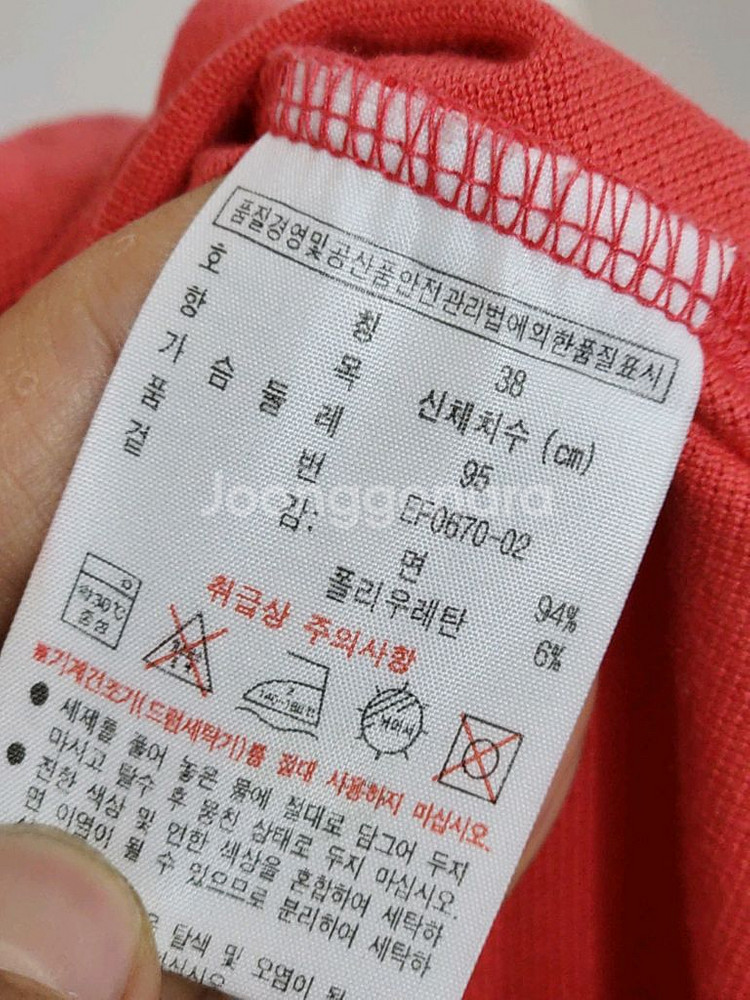 품질경영및공산품안전관리법에의한품질표시
호 칭 38
항 목 신체치수 (cm)
가 슴 둘 레 95
품 번 EF0670-02
겉 감: 면 94%
폴리우레탄 6%
취급상 주의사항
약30℃
중성
※기계건조기(드럼세탁기)를 절대 사용하지 마십시오.
● 세제를 풀어 놓은 물에 절대로 담그어 두지
마시고 탈수 후 뭉친 상태로 두지 마십시오.
● 진한 색상 및 연한 색상을 혼합하여 세탁하
면 이염이 될 수 있으므로 분리하여 세탁하
탈색 및 오염이 될
Joonggonara